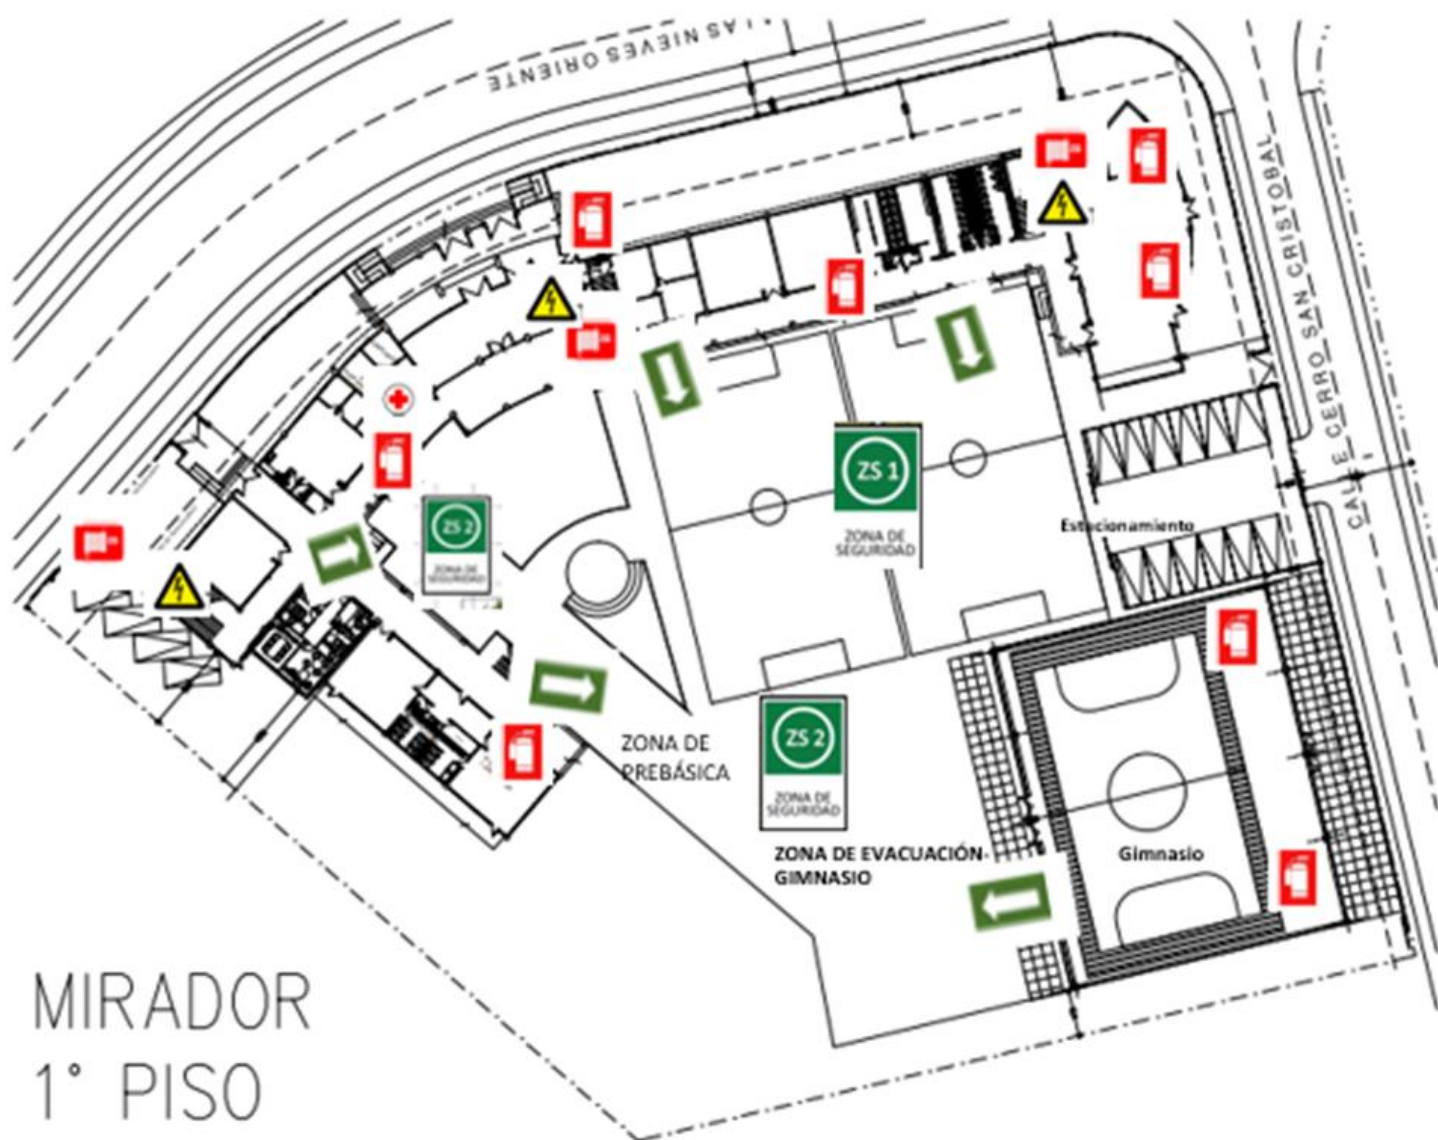 LAS NIEVES ORIENTE
CALLE CERRO SAN CRISTOBAL
ZS 1
ZONA DE
SEGURIDAD
ZS 2
ZONA DE
SEGURIDAD
Estacionamiento
ZONA DE
PREBÁSICA
ZS 2
ZONA DE
SEGURIDAD
ZONA DE EVACUACIÓN
GIMNASIO
Gimnasio
MIRADOR
1° PISO